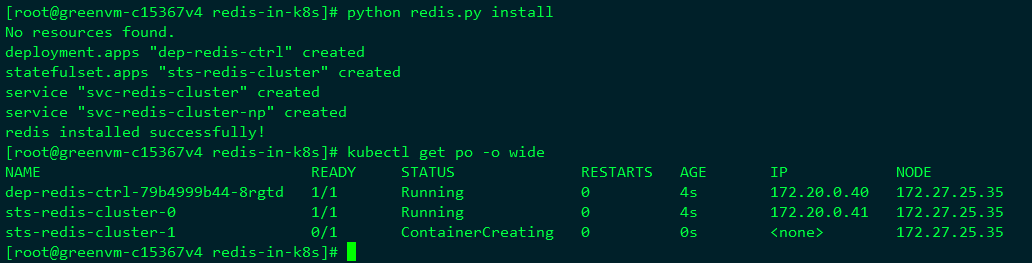 [root@greenvm-c15367v4 redis-in-k8s]# python redis.py install
No resources found.
deployment.apps "dep-redis-ctrl" created
statefulset.apps "sts-redis-cluster" created
service "svc-redis-cluster" created
service "svc-redis-cluster-np" created
redis installed successfully!
[root@greenvm-c15367v4 redis-in-k8s]# kubectl get po -o wide
NAME READY STATUS RESTARTS AGE IP NODE
dep-redis-ctrl-79b4999b44-8rgtd 1/1 Running 0 4s 172.20.0.40 172.27.25.35
sts-redis-cluster-0 1/1 Running 0 4s 172.20.0.41 172.27.25.35
sts-redis-cluster-1 0/1 ContainerCreating 0 0s <none> 172.27.25.35
[root@greenvm-c15367v4 redis-in-k8s]#